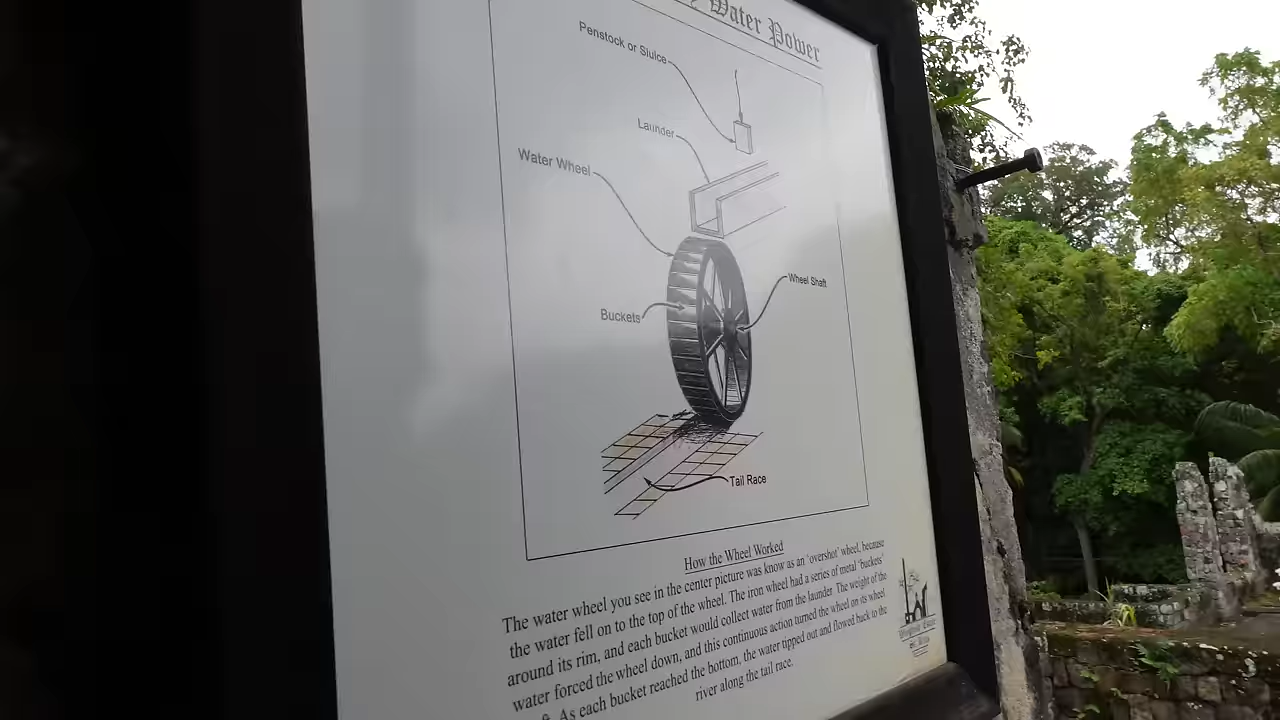 Water Power
Penstock or Sluice
Launder
Water Wheel
Wheel Shaft
Buckets
Tail Race
How the Wheel Worked
The water wheel you see in the center picture was know as an 'overshot' wheel, because
the water fell on to the top of the wheel. The iron wheel had a series of metal 'buckets'
around its rim, and each bucket would collect water from the launder. The weight of the
water forced the wheel down, and this continuous action turned the wheel on its wheel
As each bucket reached the bottom, the water tipped out and flowed back to the
river along the tail race.